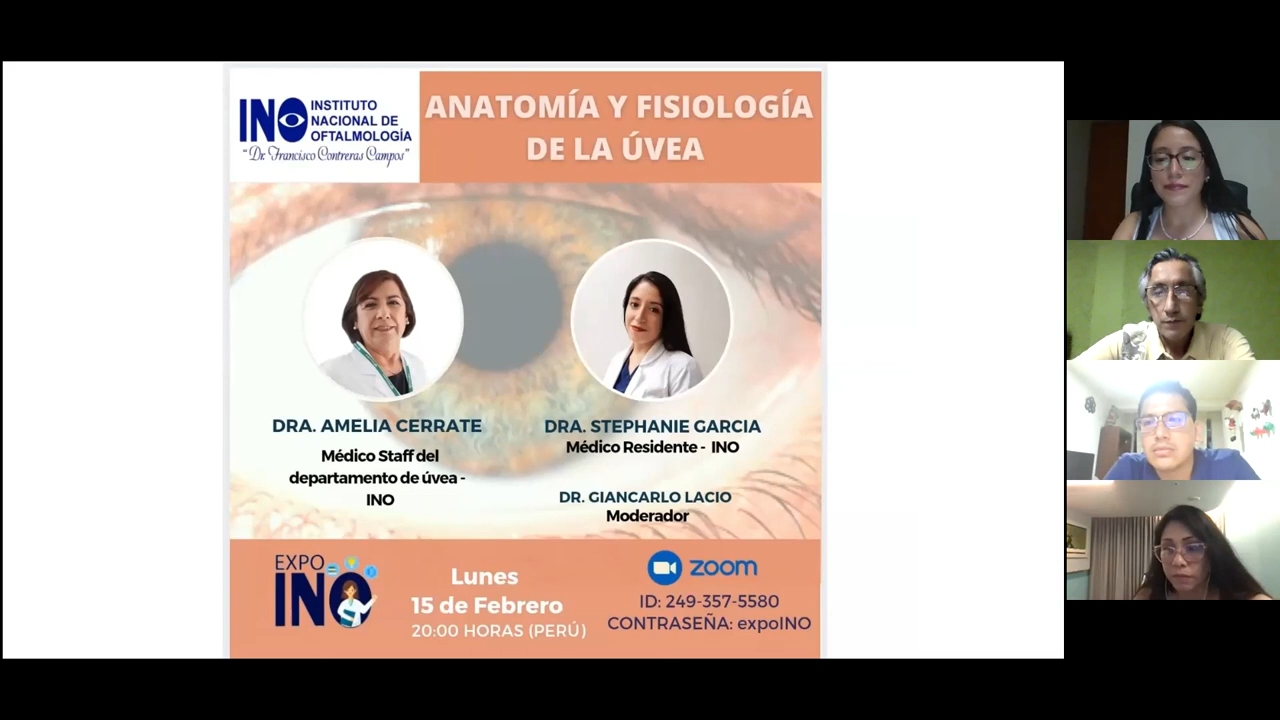 INO INSTITUTO
NACIONAL DE
OFTALMOLOGÍA
"Dr. Francisco Contreras Campos"
ANATOMÍA Y FISIOLOGÍA
DE LA ÚVEA
DRA. AMELIA CERRATE
Médico Staff del
departamento de úvea -
INO
DRA. STEPHANIE GARCIA
Médico Residente - INO
DR. GIANCARLO LACIO
Moderador
EXPO
INO
Lunes
15 de Febrero
20:00 HORAS (PERÚ)
zoom
ID: 249-357-5580
CONTRASEÑA: expoINO